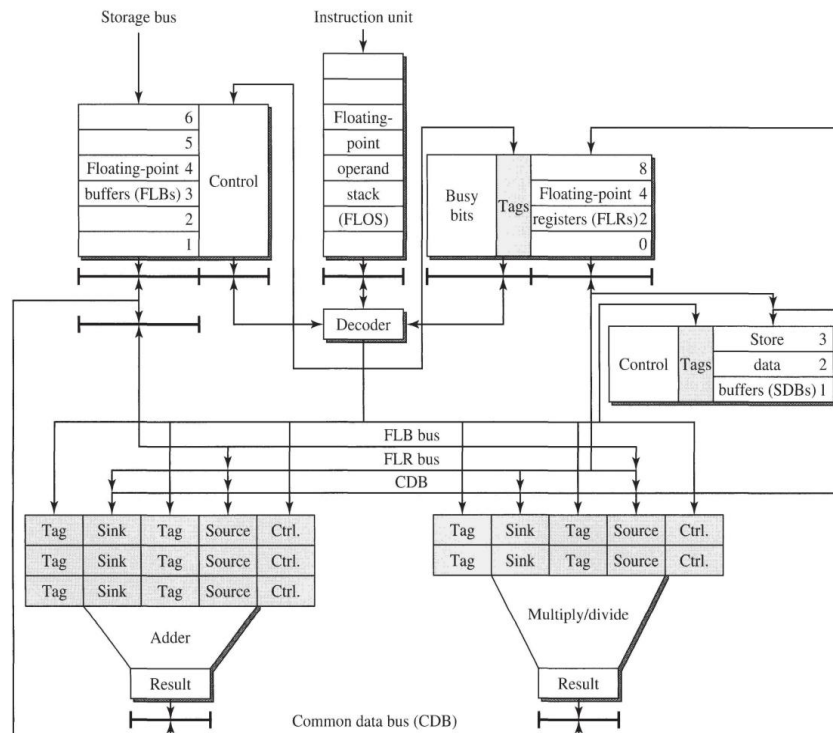 Storage bus
Instruction unit
6
5
Floating-point 4
buffers (FLBs) 3
2
1
Control
Floating-
point
operand
stack
(FLOS)
Busy
bits
Tags
8
Floating-point 4
registers (FLRs) 2
0
Decoder
Control
Tags
Store 3
data 2
buffers (SDBs) 1
FLB bus
FLR bus
CDB
Tag Sink Tag Source Ctrl.
Tag Sink Tag Source Ctrl.
Tag Sink Tag Source Ctrl.
Adder
Result
Tag Sink Tag Source Ctrl.
Tag Sink Tag Source Ctrl.
Multiply/divide
Result
Common data bus (CDB)